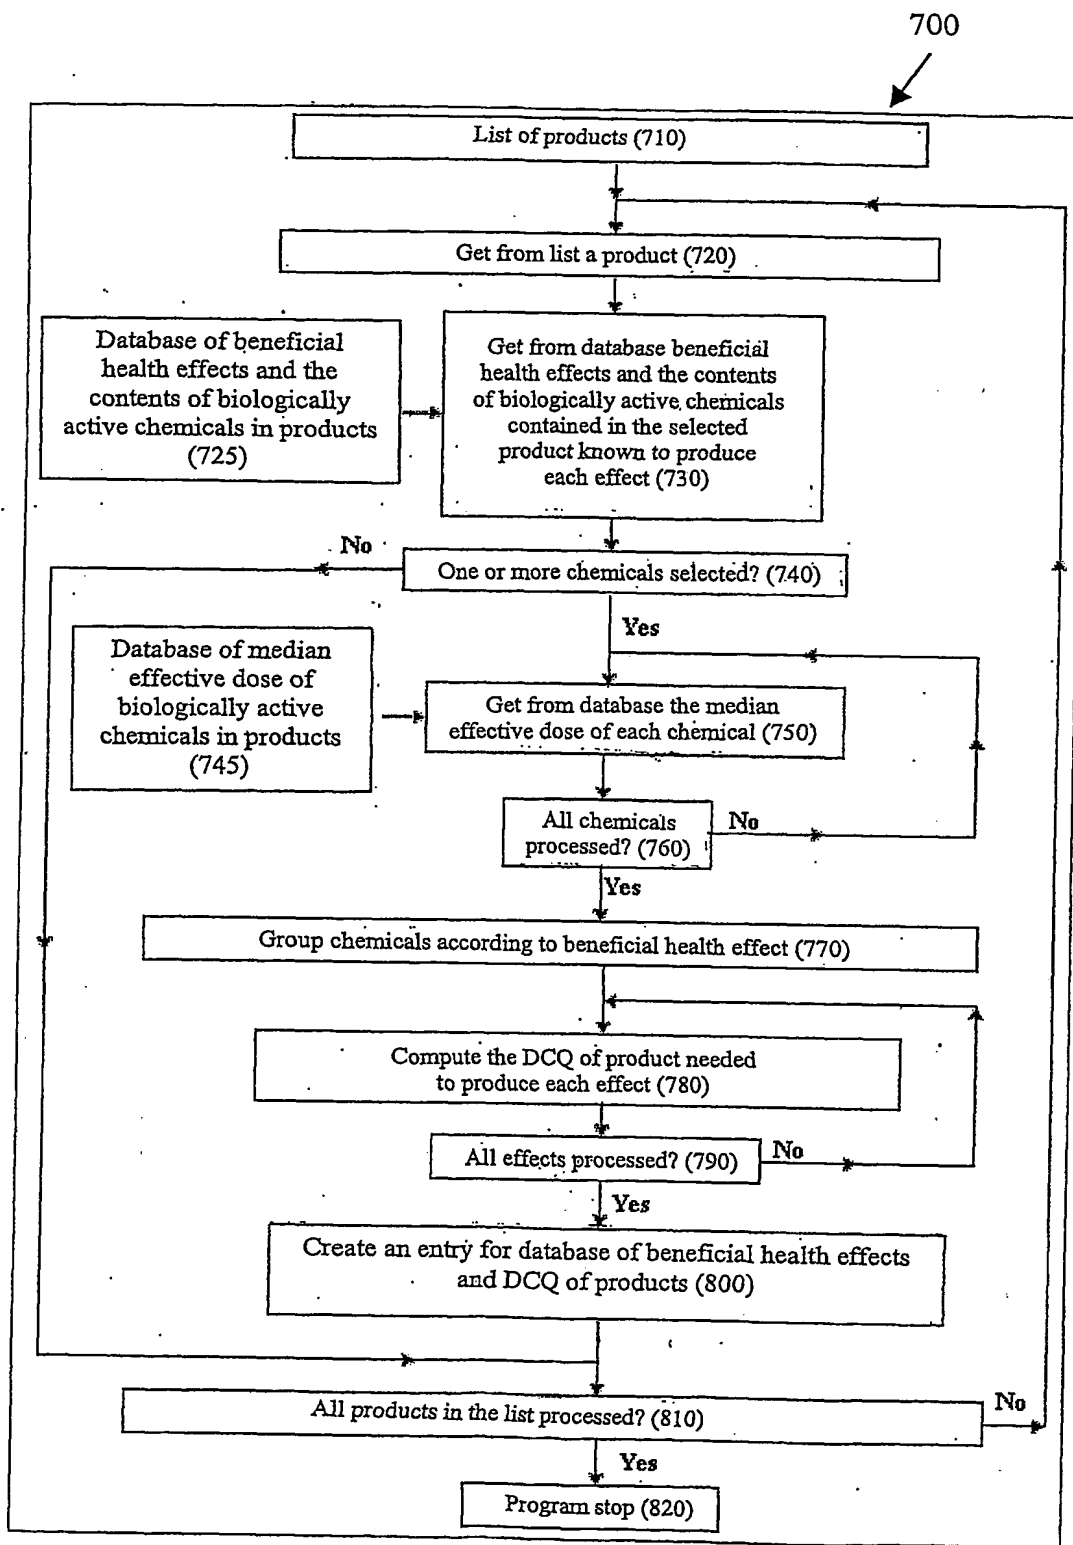 700
List of products (710)
Get from list a product (720)
Database of beneficial
health effects and the
contents of biologically
active chemicals in products
(725)
Get from database beneficial
health effects and the contents
of biologically active chemicals
contained in the selected
product known to produce
each effect (730)
No
One or more chemicals selected? (740)
Yes
Database of median
effective dose of
biologically active
chemicals in products
(745)
Get from database the median
effective dose of each chemical (750)
All chemicals
processed? (760)
No
Yes
Group chemicals according to beneficial health effect (770)
Compute the DCQ of product needed
to produce each effect (780)
All effects processed? (790)
No
Yes
Create an entry for database of beneficial health effects
and DCQ of products (800)
All products in the list processed? (810)
No
Yes
Program stop (820)